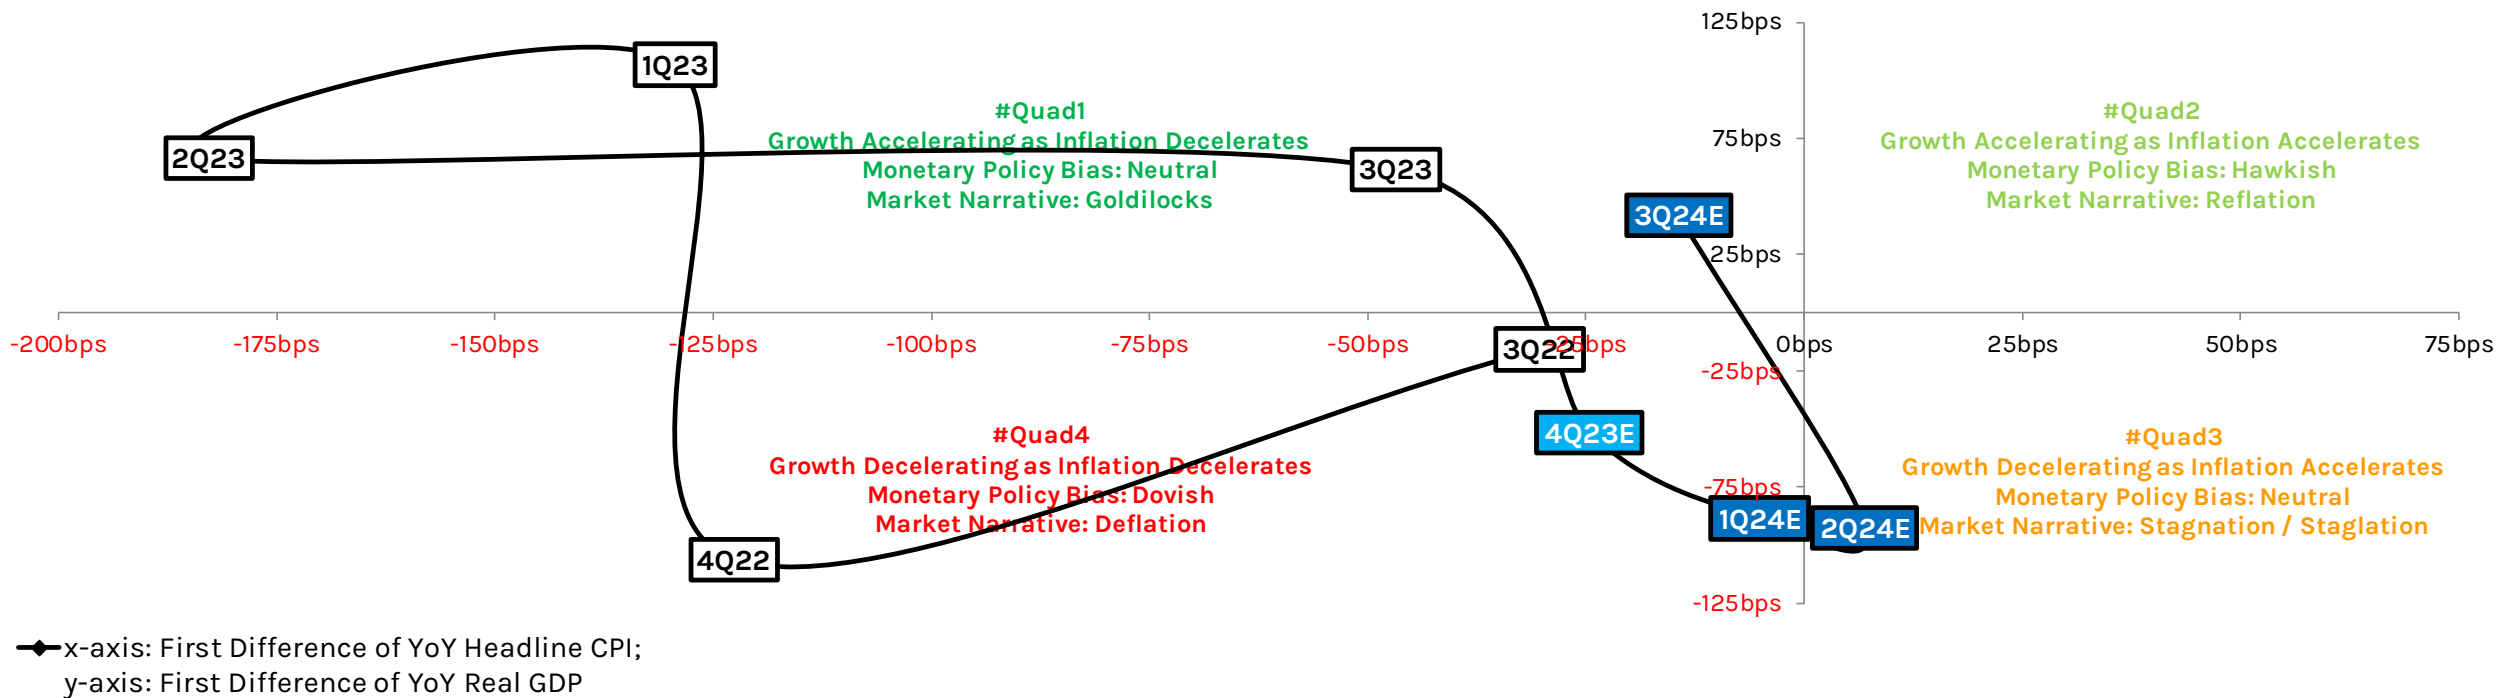 125bps
1Q23
#Quad1
#Quad2
Growth Accelerating as Inflation Decelerates
Growth Accelerating as Inflation Accelerates
75bps
2Q23
Monetary Policy Bias: Neutral
3Q23
Monetary Policy Bias: Hawkish
Market Narrative: Goldilocks
Market Narrative: Reflation
3Q24E
25bps
-200bps
-175bps
-150bps
-125bps
-100bps
-75bps
-50bps
3Q22
-25bps
0bps
25bps
50bps
75bps
-25bps
#Quad4
4Q23E
#Quad3
Growth Decelerating as Inflation Decelerates
Growth Decelerating as Inflation Accelerates
-75bps
Monetary Policy Bias: Dovish
Monetary Policy Bias: Neutral
Market Narrative: Deflation
1Q24E
2Q24E
Market Narrative: Stagnation / Staglation
4Q22
-125bps
x-axis: First Difference of YoY Headline CPI;
y-axis: First Difference of YoY Real GDP